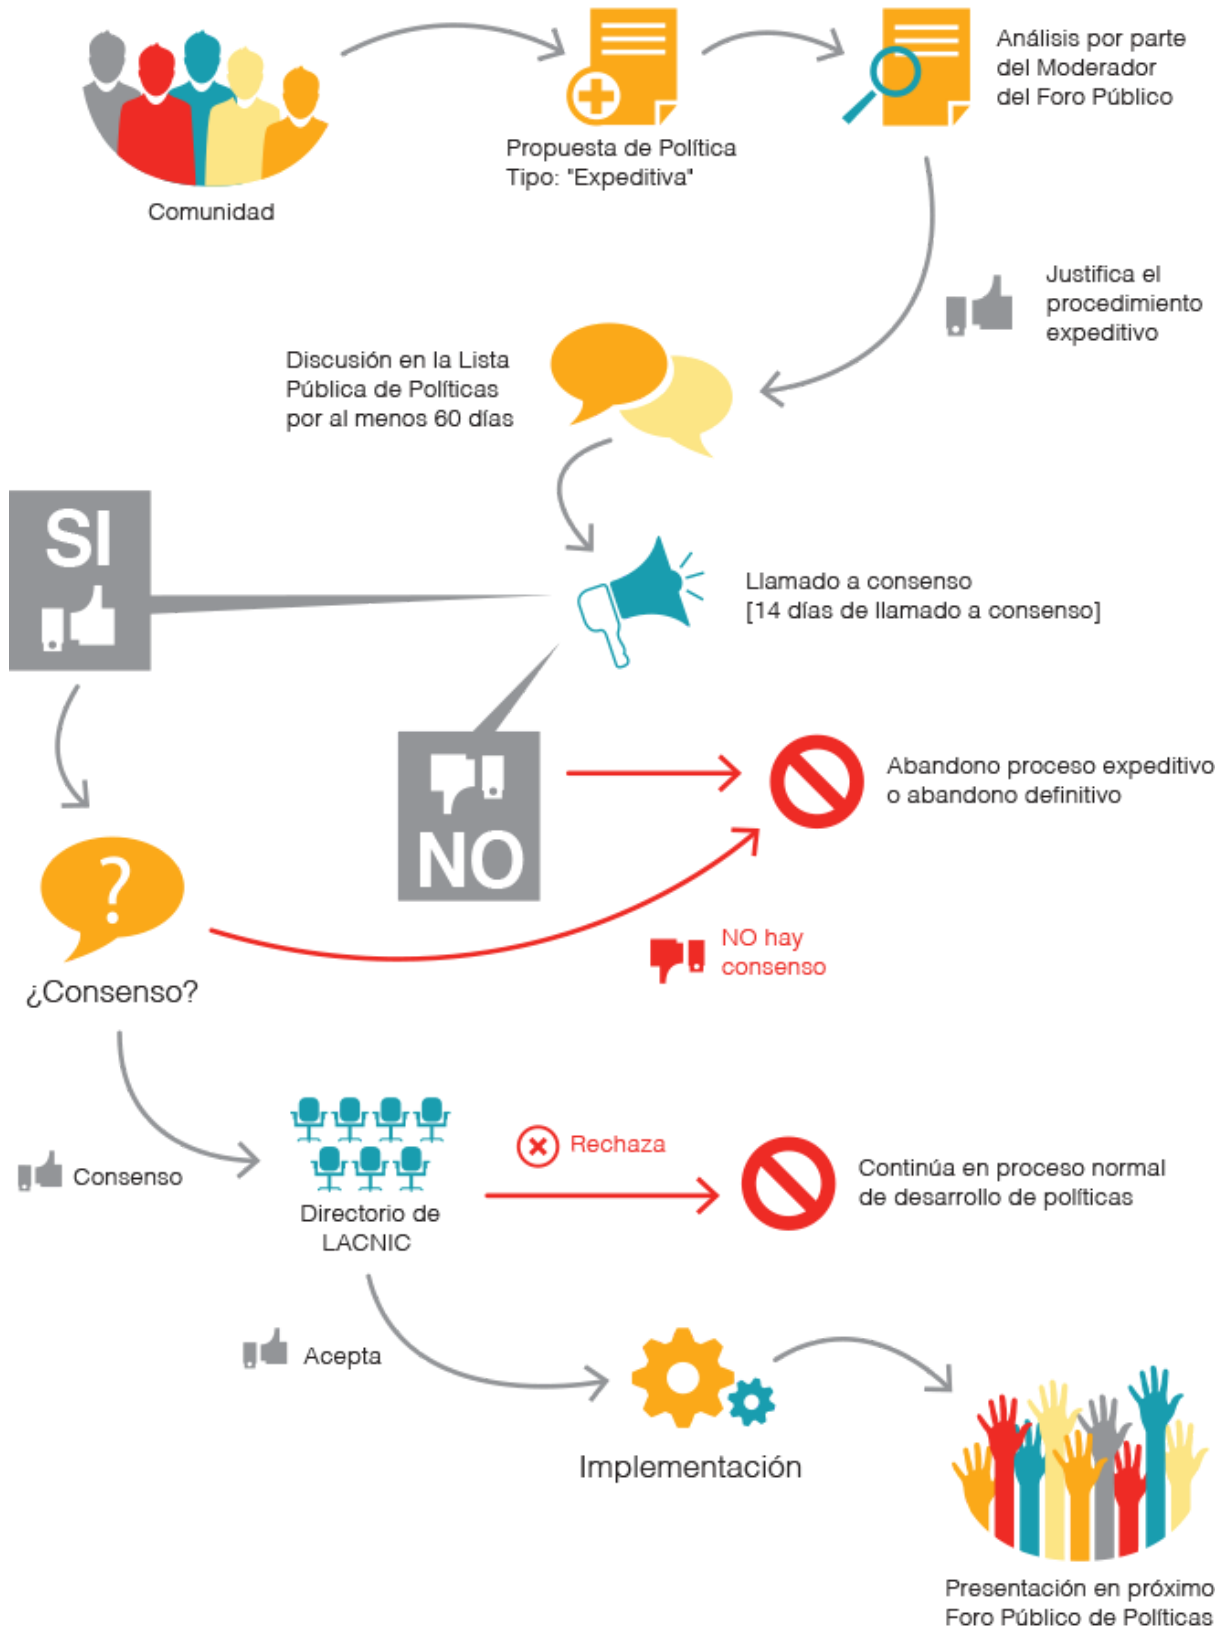 Comunidad
Propuesta de Política
Tipo: "Expeditiva"
Análisis por parte
del Moderador
del Foro Público
Justifica el
procedimiento
expeditivo
Discusión en la Lista
Pública de Políticas
por al menos 60 días
SI
Llamado a consenso
[14 días de llamado a consenso]
NO
Abandono proceso expeditivo
o abandono definitivo
?
¿Consenso?
NO hay
consenso
Consenso
Directorio de
LACNIC
Rechaza
Continúa en proceso normal
de desarrollo de políticas
Acepta
Implementación
Presentación en próximo
Foro Público de Políticas